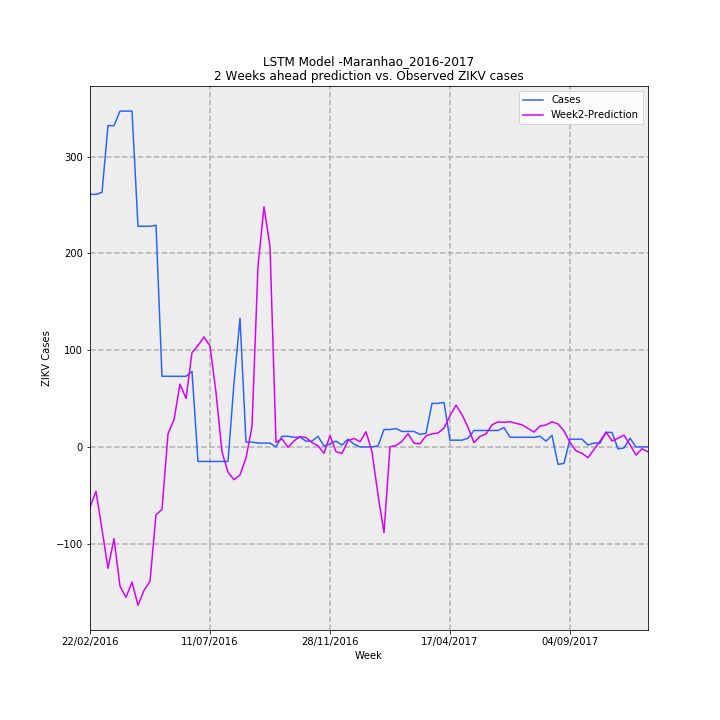 LSTM Model -Maranhao_2016-2017
2 Weeks ahead prediction vs. Observed ZIKV cases
Cases
Week2-Prediction
300
200
100
0
−100
ZIKV Cases
22/02/2016
11/07/2016
28/11/2016
17/04/2017
04/09/2017
Week